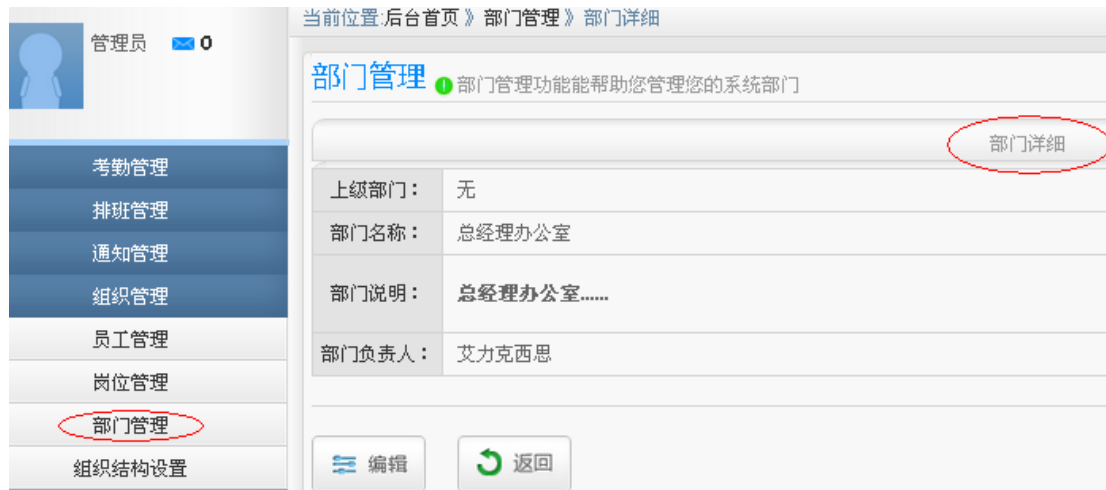 管理员 0
考勤管理
排班管理
通知管理
组织管理
员工管理
岗位管理
部门管理
组织结构设置
当前位置:后台首页》部门管理》部门详细
部门管理 部门管理功能能帮助您管理您的系统部门
部门详细
上级部门: 无
部门名称: 总经理办公室
部门说明: 总经理办公室......
部门负责人: 艾力克西思
编辑 返回